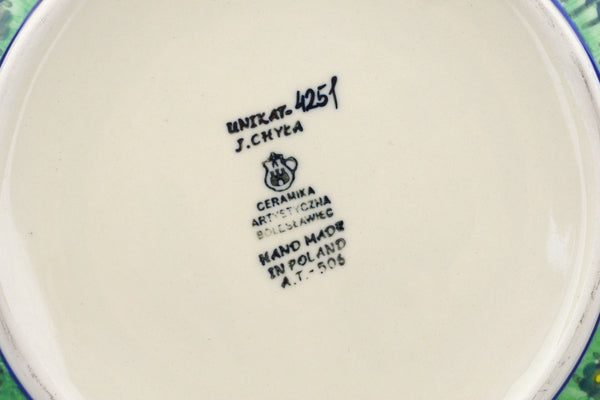 UNIKAT-4251
J. CHYŁA
CERAMIKA
ARTYSTYCZNA
BOLESŁAWIEC
HAND MADE
IN POLAND
A.T.-506